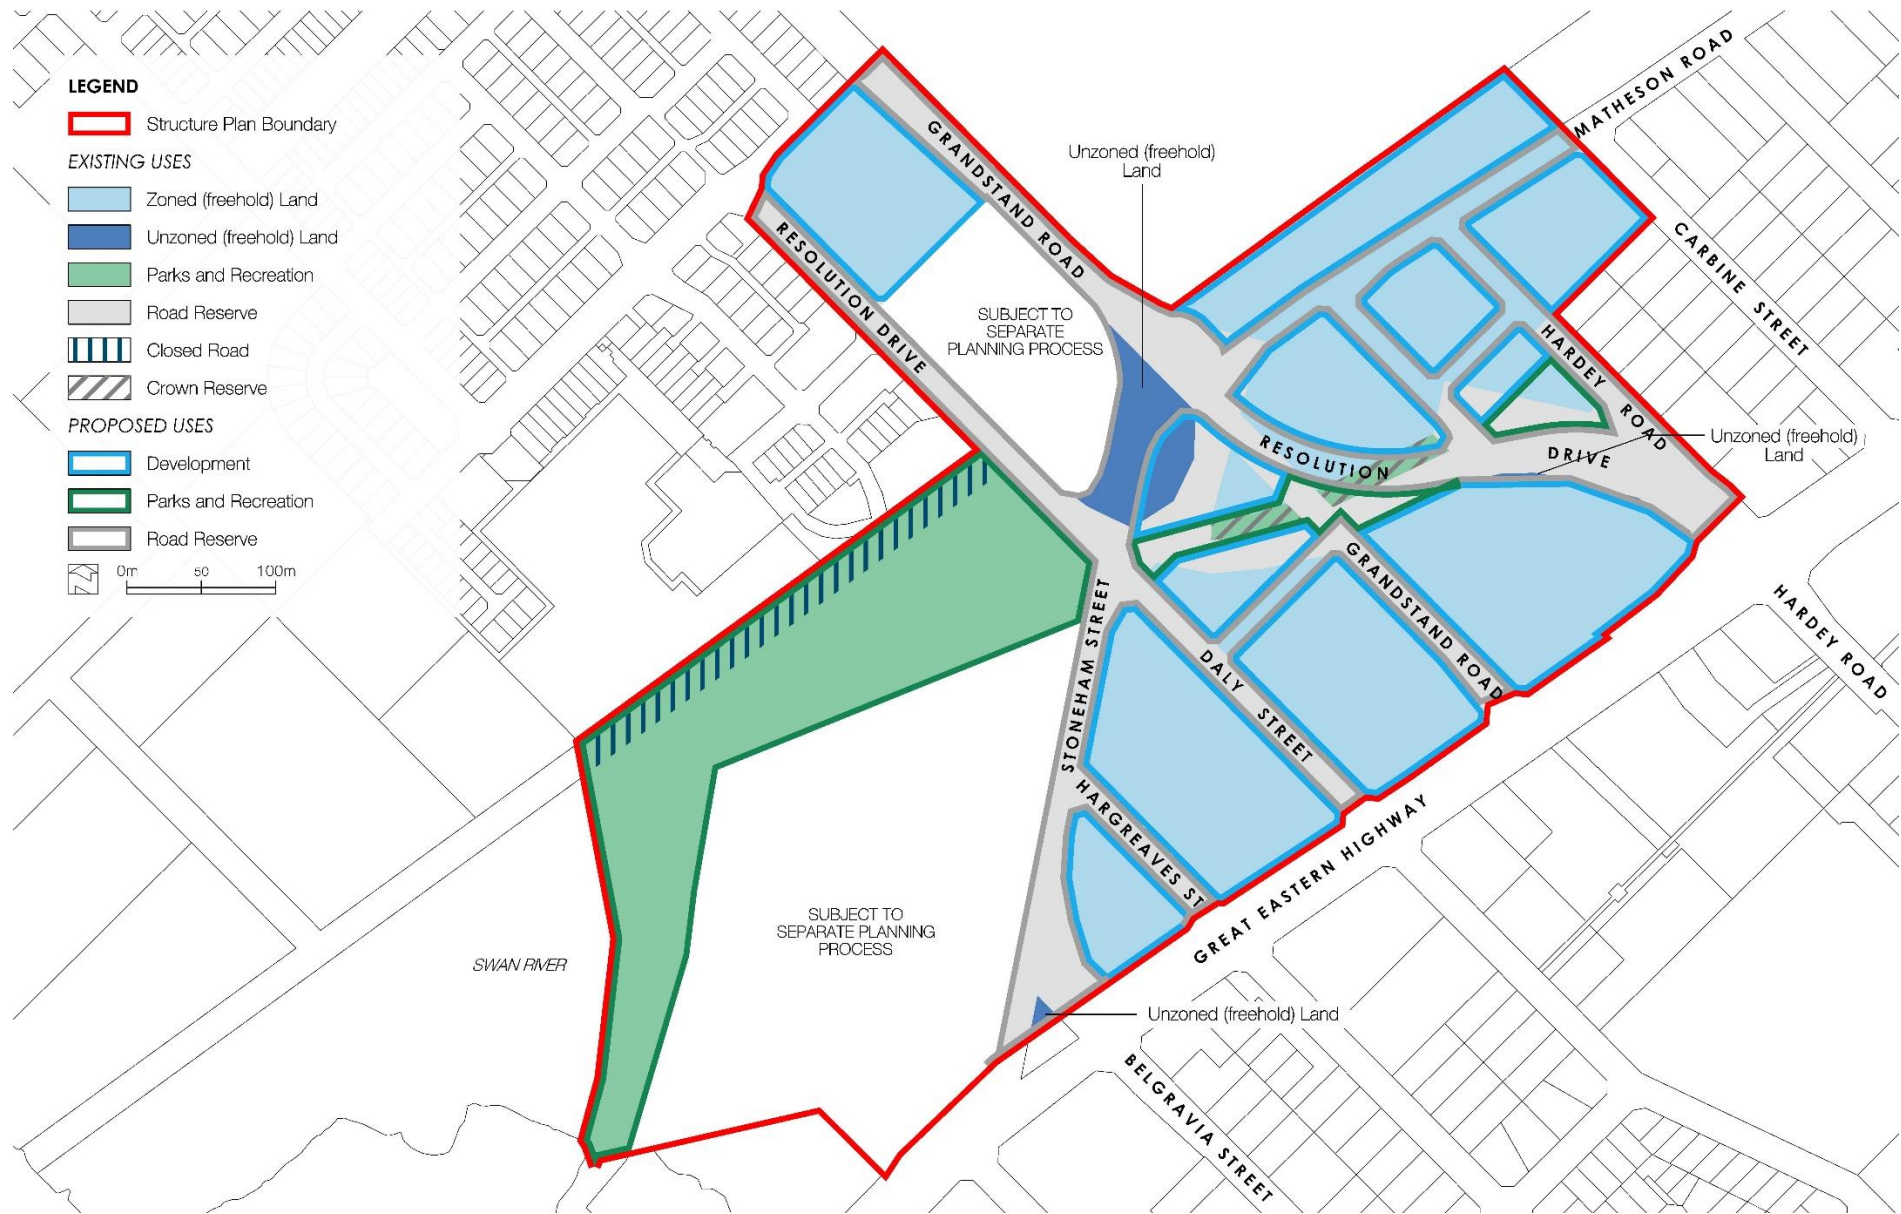 LEGEND
Structure Plan Boundary
EXISTING USES
Zoned (freehold) Land
Unzoned (freehold) Land
Parks and Recreation
Road Reserve
Closed Road
Crown Reserve
PROPOSED USES
Development
Parks and Recreation
Road Reserve
N
0m 50 100m
MATHESON ROAD
GRANDSTAND ROAD
Unzoned (freehold)
Land
CARBINE STREET
RESOLUTION DRIVE
SUBJECT TO
SEPARATE
PLANNING PROCESS
HARDEY ROAD
RESOLUTION DRIVE
Unzoned (freehold)
Land
GRANDSTAND ROAD
HARDEY ROAD
STONEHAM STREET
DALY STREET
HARGREAVES ST
GREAT EASTERN HIGHWAY
SUBJECT TO
SEPARATE PLANNING
PROCESS
SWAN RIVER
Unzoned (freehold) Land
BELGRAVIA STREET